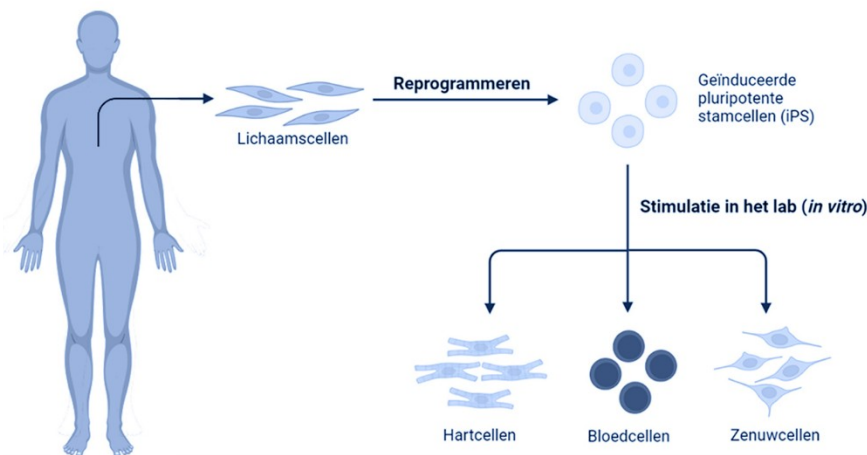 Lichaamscellen
Reprogrammeren
Geïnduceerde
pluripotente
stamcellen (iPS)
Stimulatie in het lab (in vitro)
Hartcellen
Bloedcellen
Zenuwcellen